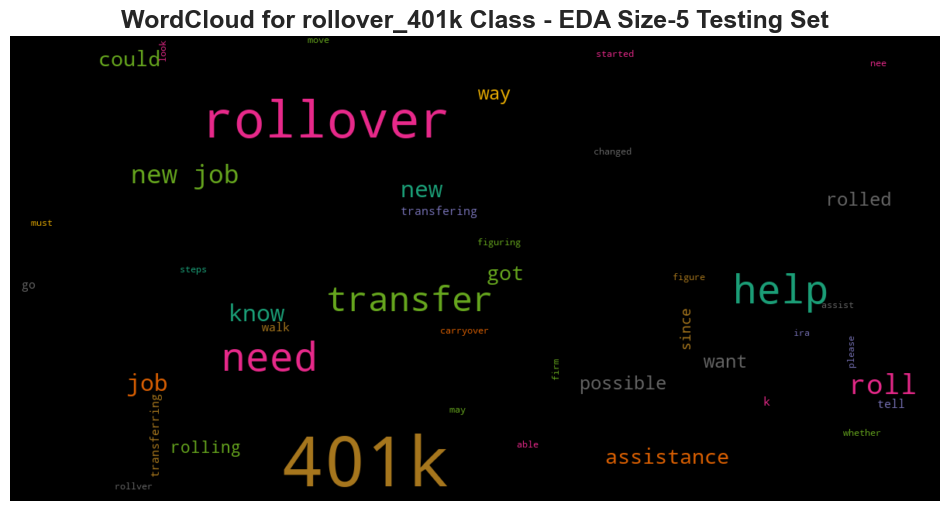 WordCloud for rollover_401k Class - EDA Size-5 Testing Set
move
look
could
started
nee
way
rollover
changed
new job
new
rolled
transfering
must
figuring
steps
got
figure
go
help
transfer
assist
know
since
walk
carryover
ira
please
need
want
firm
possible
job
roll
k
tell
transferring
may
whether
able
rolling
assistance
401k
rollver